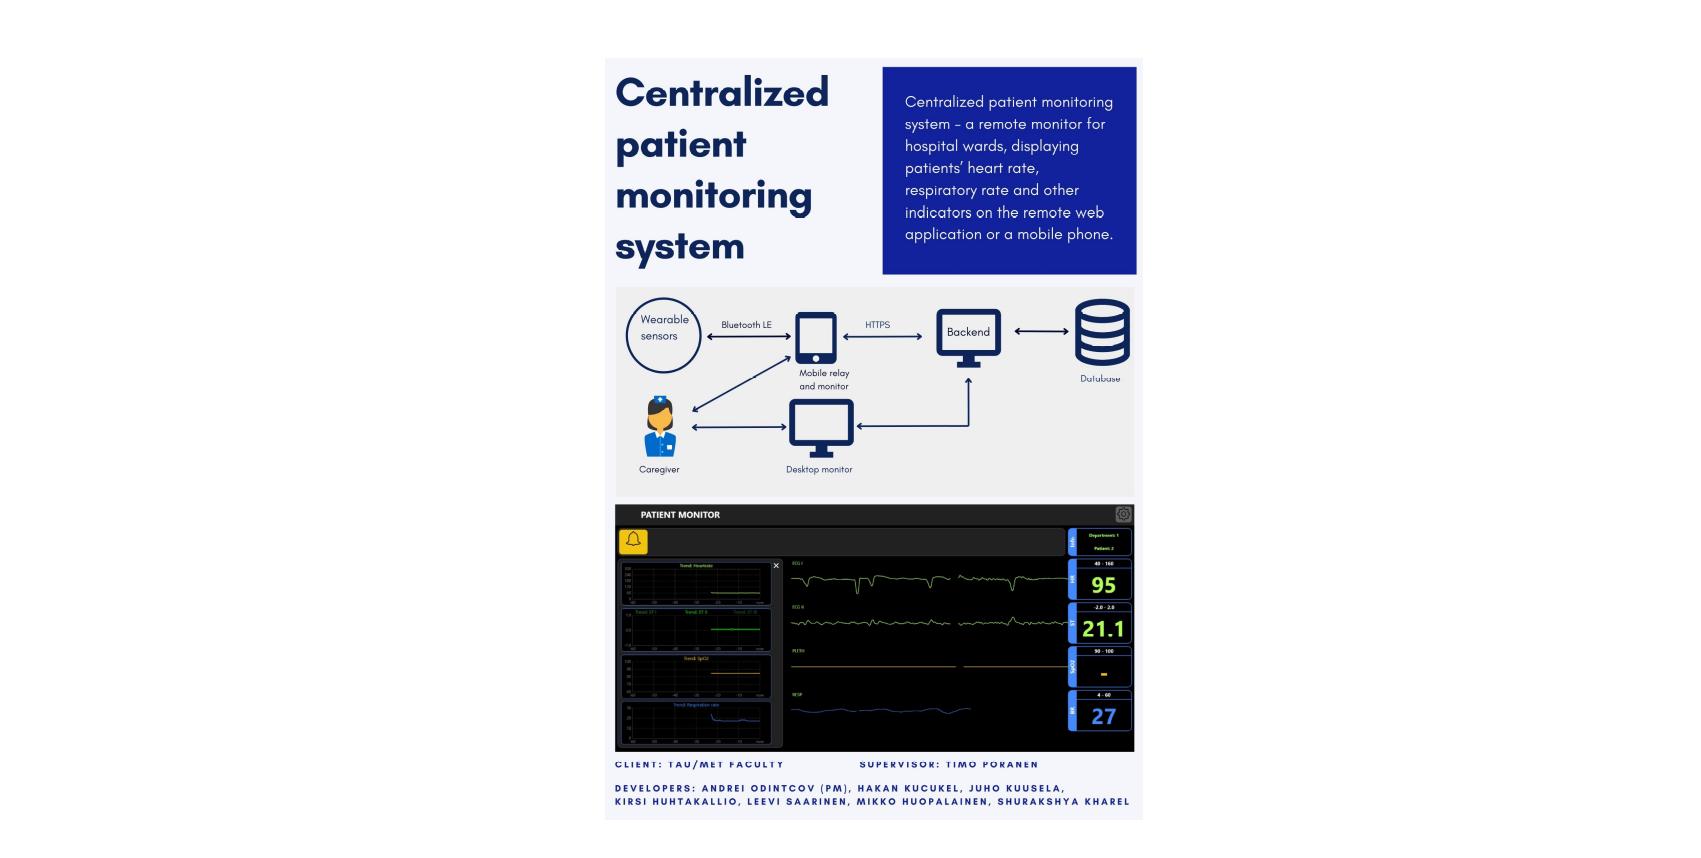 Centralized
patient
monitoring
system
Centralized patient monitoring
system - a remote monitor for
hospital wards, displaying
patients' heart rate,
respiratory rate and other
indicators on the remote web
application or a mobile phone.
Wearable
sensors
Bluetooth LE
HTTPS
Backend
Mobile relay
and monitor
Database
Caregiver
Desktop monitor
PATIENT MONITOR
Info
Department: 1
Patient: 2
Trend: Heartrate
Trend: ST I Trend: ST II Trend: ST III
Trend: SpO2
Trend: Respiration rate
ECG I
ECG II
PLETH
RESP
HR
40 - 160
95
ST
-2.0 - 2.0
21.1
SpO2
90 - 100
-
RR
4 - 60
27
CLIENT: TAU/MET FACULTY
SUPERVISOR: TIMO PORANEN
DEVELOPERS: ANDREI ODINTCOV (PM), HAKAN KUCUKEL, JUHO KUUSELA,
KIRSI HUHTAKALLIO, LEEVI SAARINEN, MIKKO HUOPALAINEN, SHURAKSHYA KHAREL